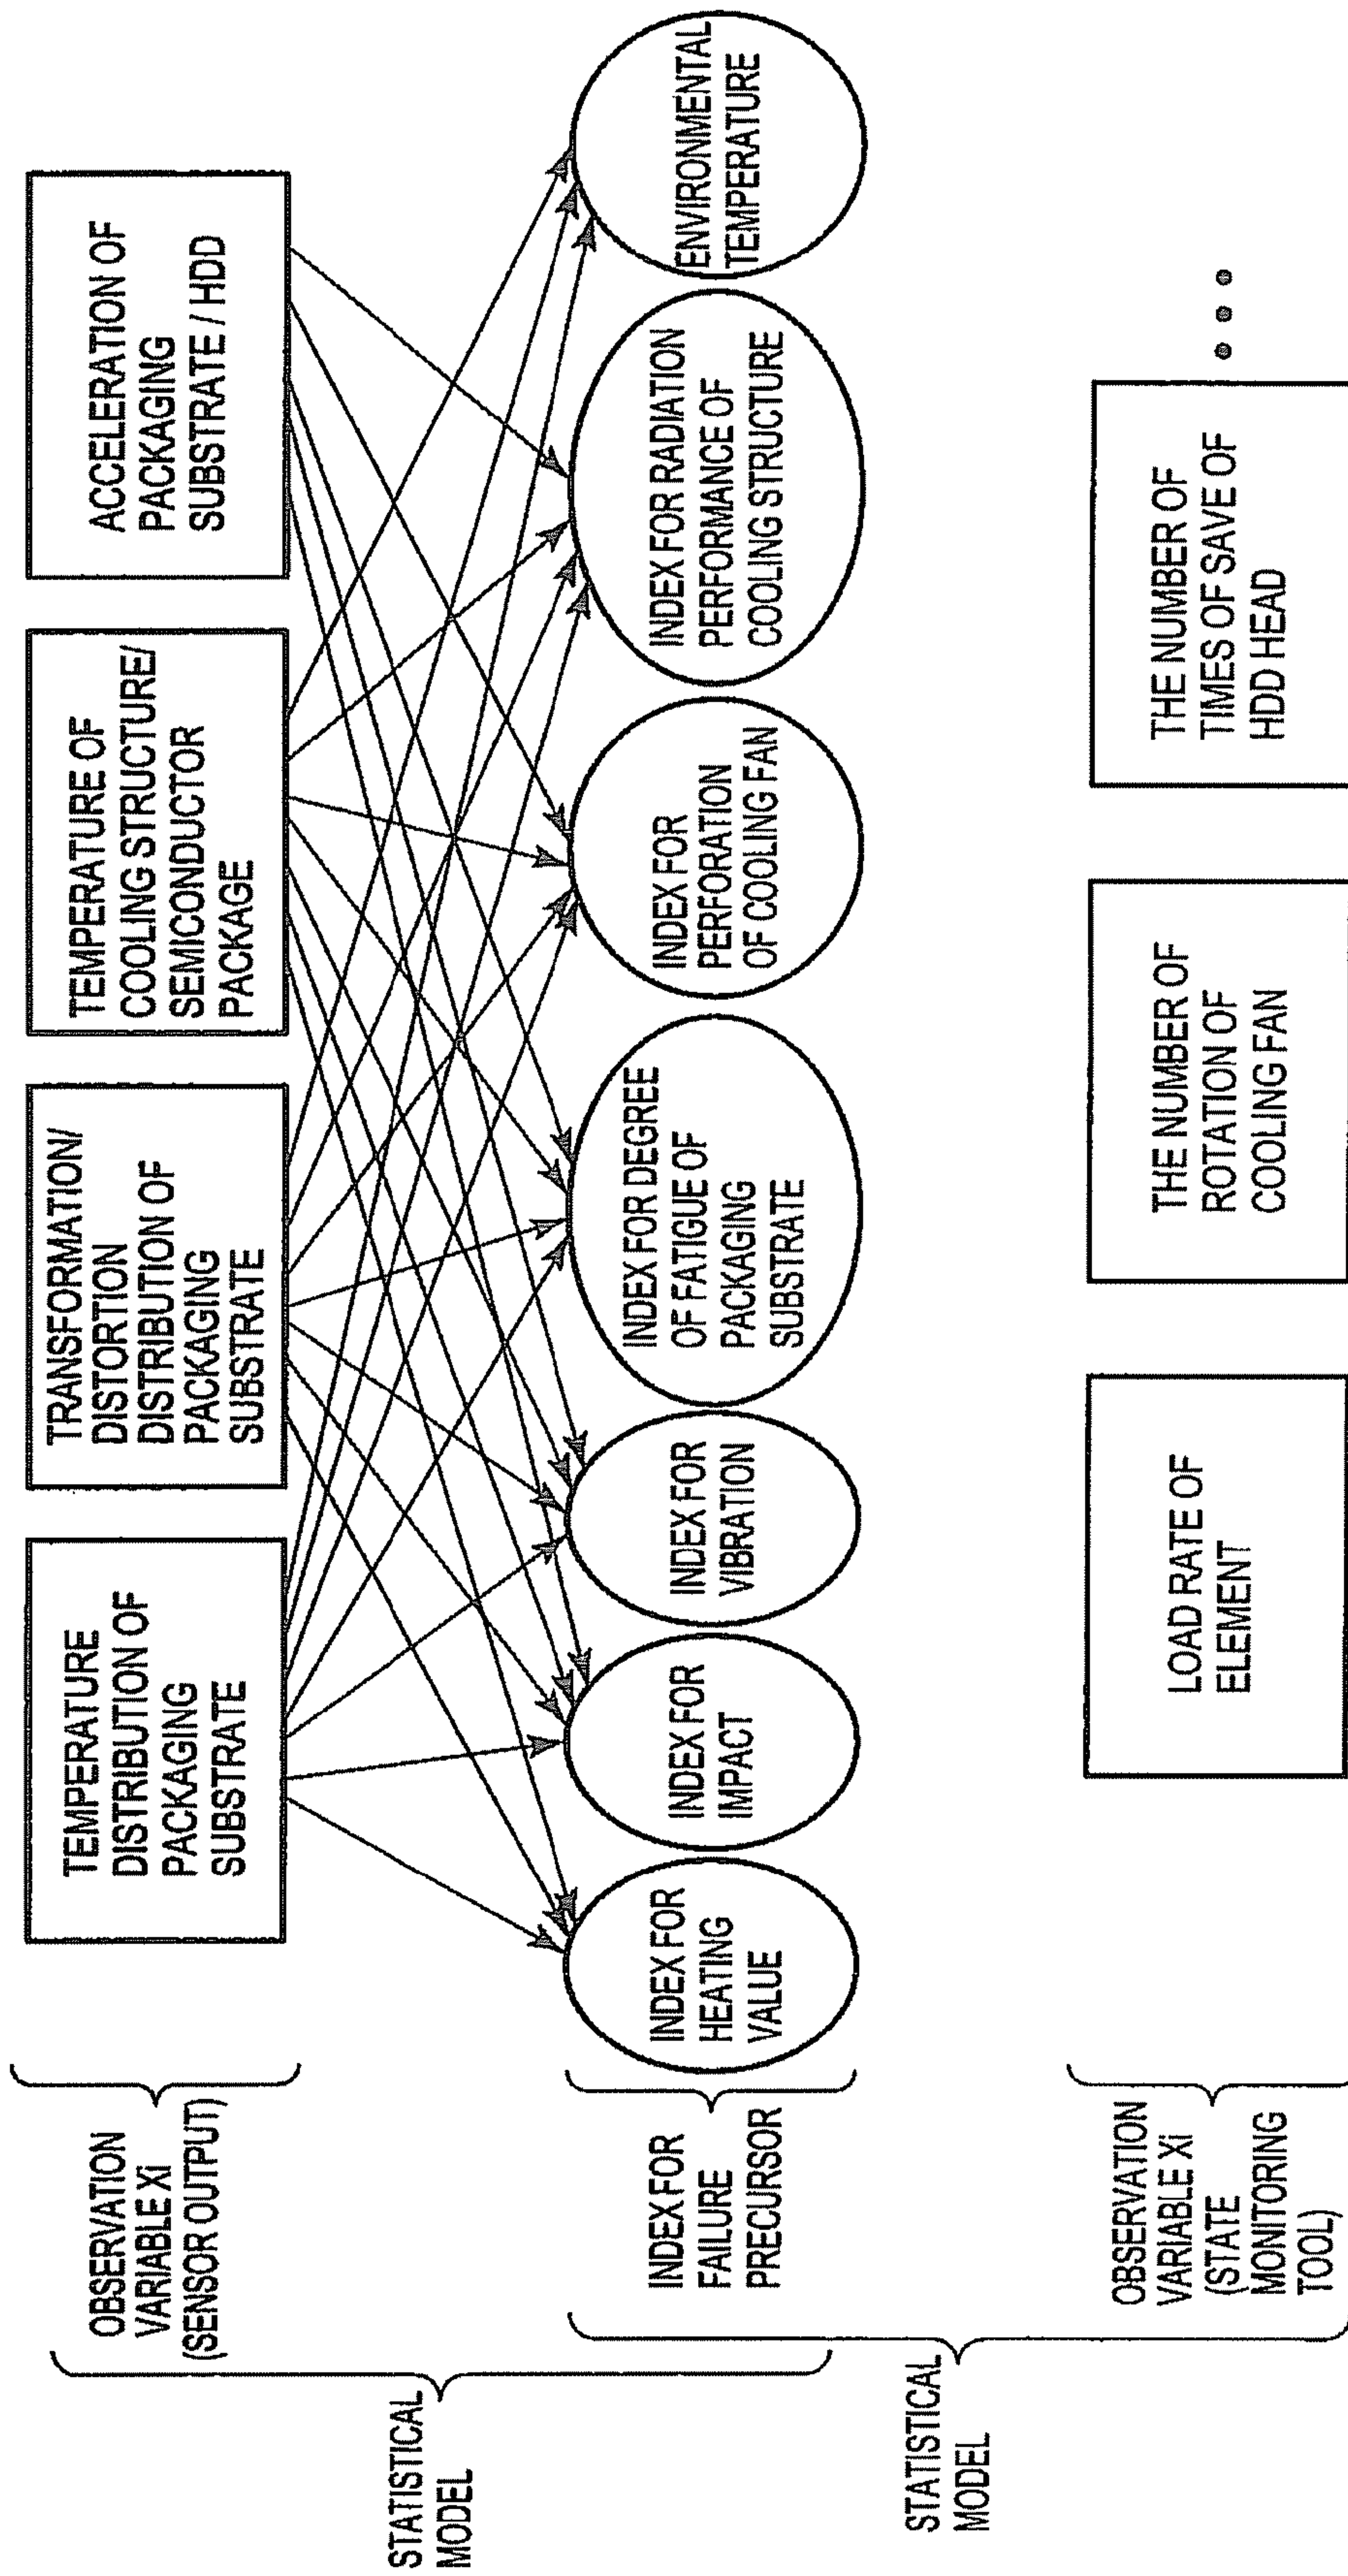 OBSERVATION
VARIABLE Xi
(SENSOR OUTPUT)
TEMPERATURE
DISTRIBUTION OF
PACKAGING
SUBSTRATE
TRANSFORMATION/
DISTORTION
DISTRIBUTION OF
PACKAGING
SUBSTRATE
TEMPERATURE OF
COOLING STRUCTURE/
SEMICONDUCTOR
PACKAGE
ACCELERATION OF
PACKAGING
SUBSTRATE / HDD
STATISTICAL
MODEL
INDEX FOR
FAILURE
PRECURSOR
INDEX FOR
HEATING
VALUE
INDEX FOR
IMPACT
INDEX FOR
VIBRATION
INDEX FOR DEGREE
OF FATIGUE OF
PACKAGING
SUBSTRATE
INDEX FOR
PERFORATION
OF COOLING FAN
INDEX FOR RADIATION
PERFORMANCE OF
COOLING STRUCTURE
ENVIRONMENTAL
TEMPERATURE
STATISTICAL
MODEL
OBSERVATION
VARIABLE Xi
(STATE
MONITORING
TOOL)
LOAD RATE OF
ELEMENT
THE NUMBER OF
ROTATION OF
COOLING FAN
THE NUMBER OF
TIMES OF SAVE OF
HDD HEAD
• • •